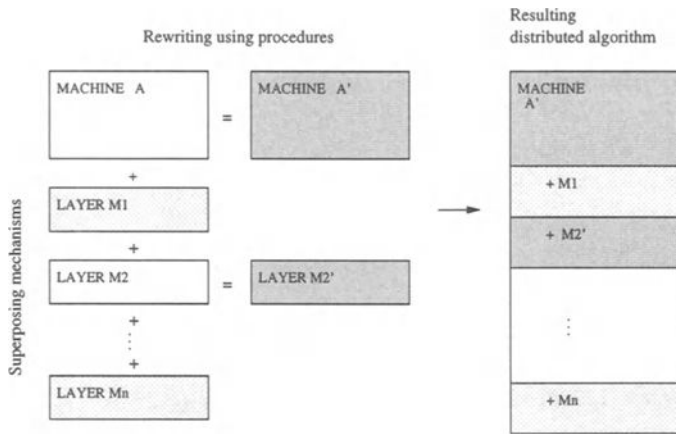 Rewriting using procedures
Resulting
distributed algorithm
MACHINE A
=
MACHINE A'
MACHINE
A'
+
LAYER M1
+ M1
+
LAYER M2
=
LAYER M2'
+ M2'
+
+
LAYER Mn
+ Mn
Superposing mechanisms